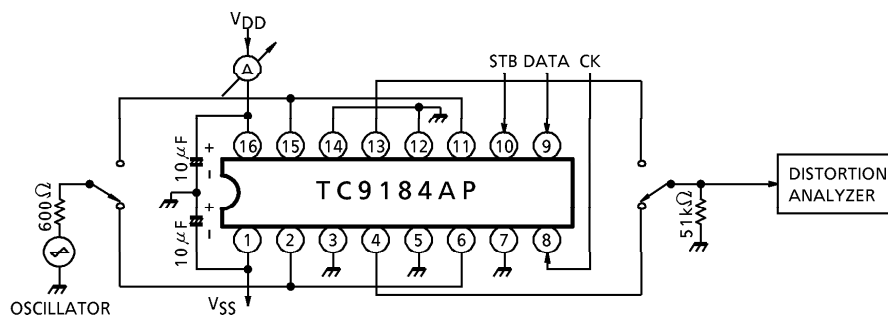 VDD
A
STB DATA CK
16 15 14 13 12 11 10 9
10μF + −
TC9184AP
10μF + −
1 2 3 4 5 6 7 8
600Ω
OSCILLATOR
VSS
51kΩ
DISTORTION
ANALYZER